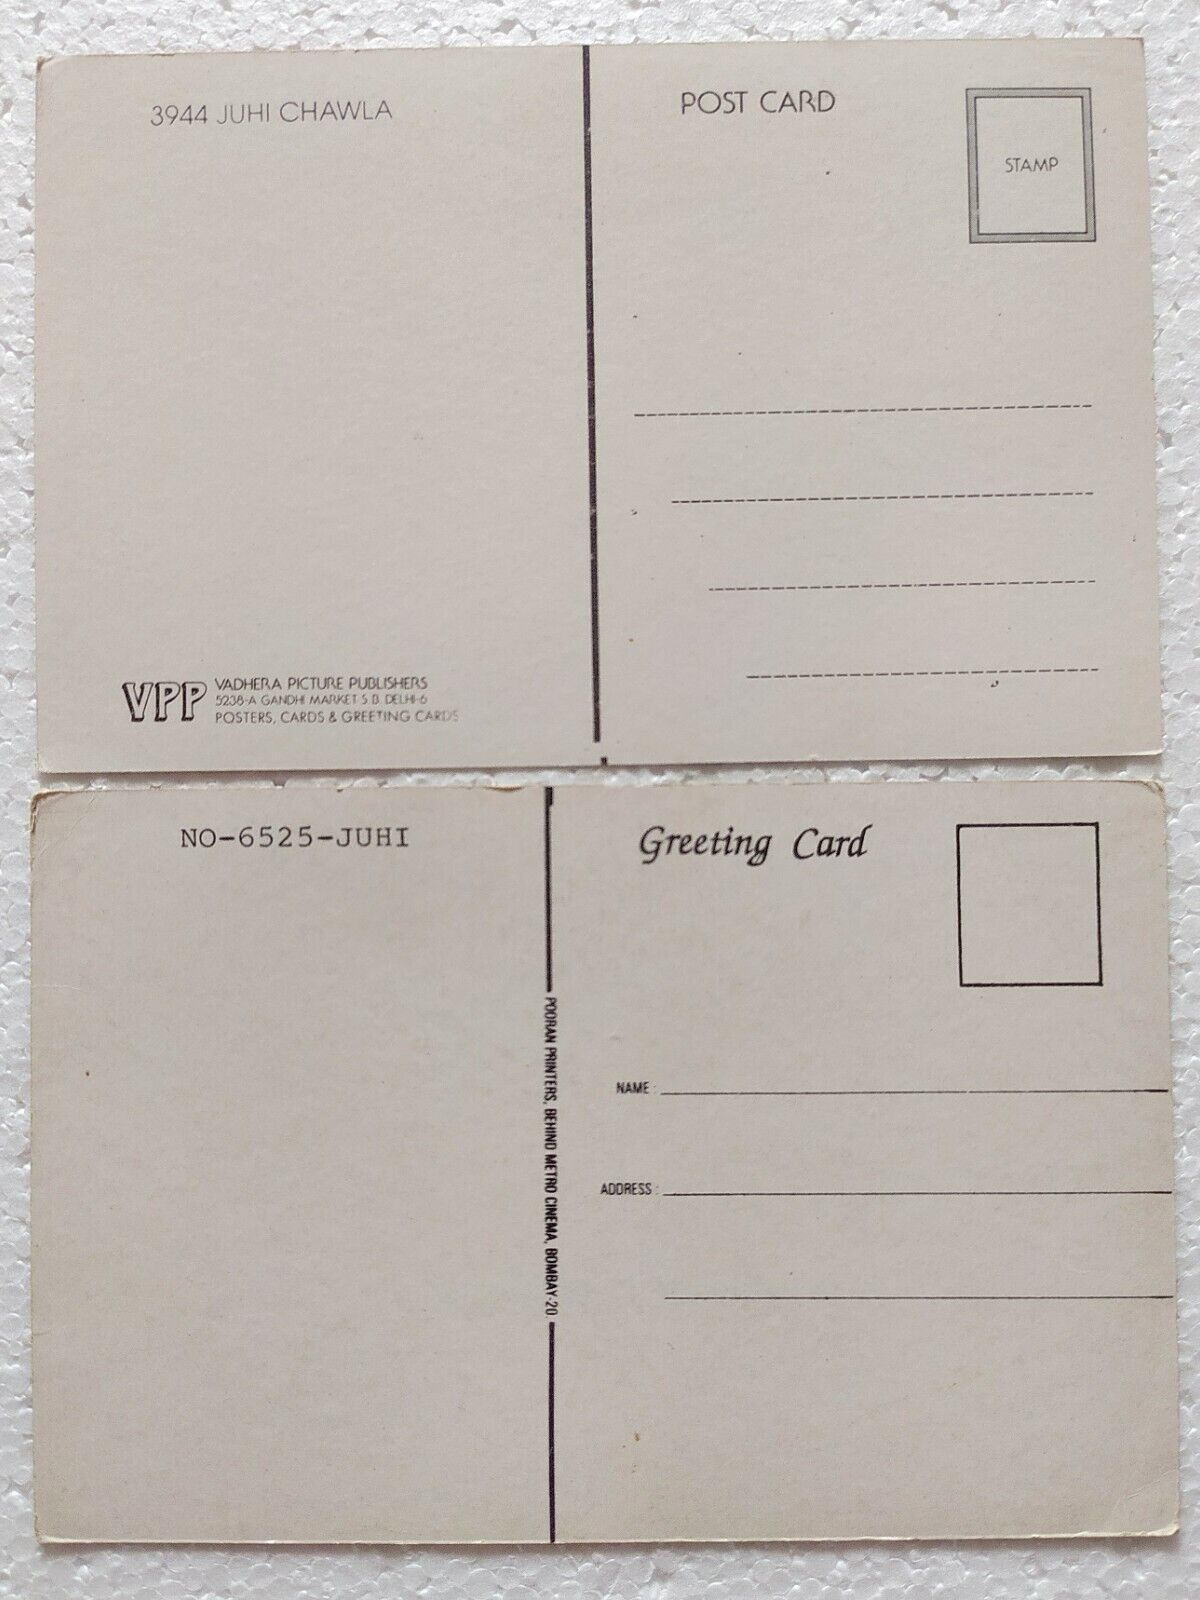 3944 JUHI CHAWLA
POST CARD
STAMP
VPP
VADHERA PICTURE PUBLISHERS
5238-A GANDHI MARKET S.B. DELHI-6
POSTERS, CARDS & GREETING CARDS
NO-6525-JUHI
Greeting Card
POORAN PRINTERS, BEHIND METRO CINEMA, BOMBAY-20.
NAME :
ADDRESS :